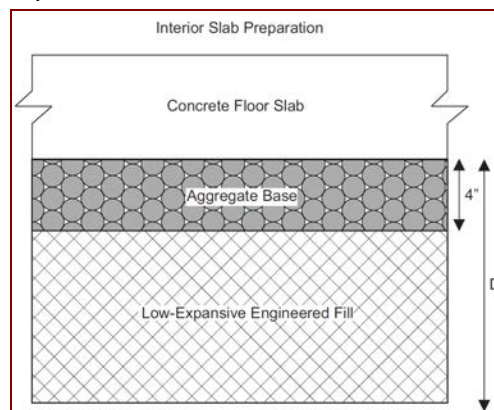 Interior Slab Preparation
Concrete Floor Slab
Aggregate Base
4"
D
Low-Expansive Engineered Fill